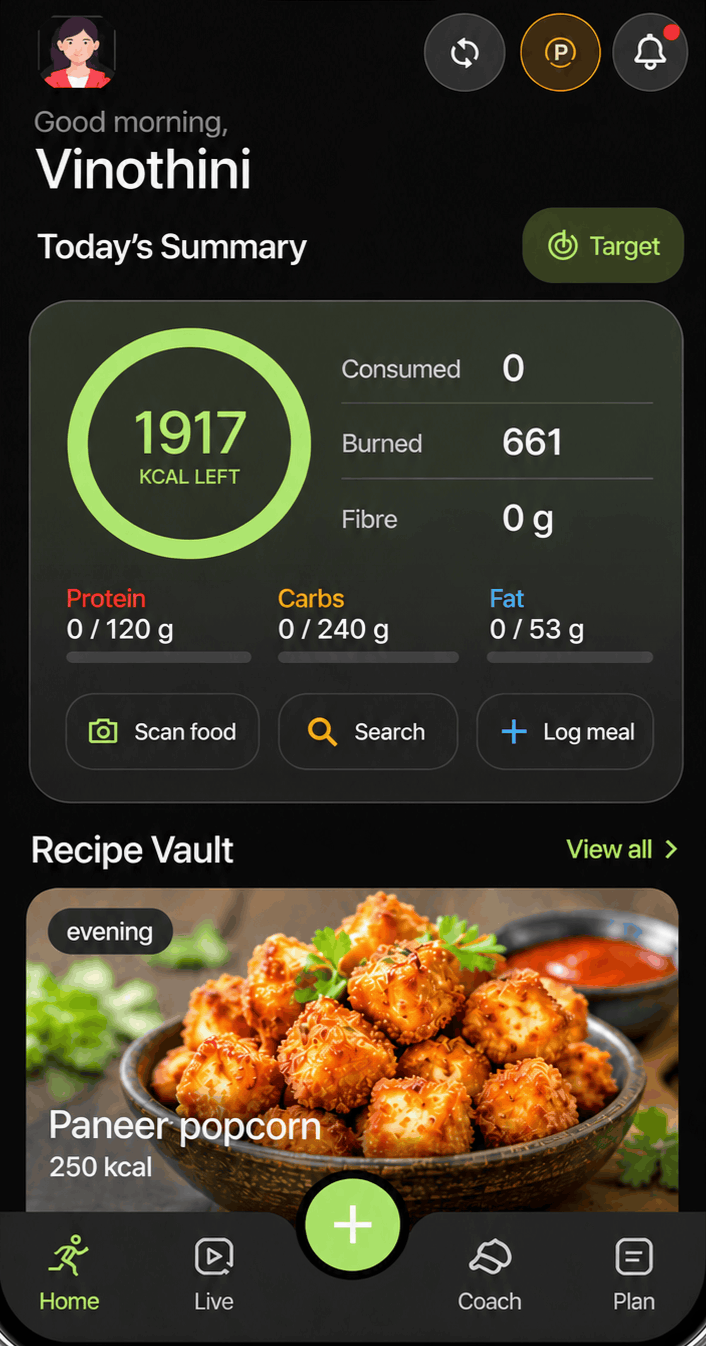 P
Good morning,
Vinothini
Today's Summary
Target
1917
KCAL LEFT
Consumed 0
Burned 661
Fibre 0 g
Protein Carbs Fat
0 / 120 g 0 / 240 g 0 / 53 g
Scan food Search Log meal
Recipe Vault View all
evening
Paneer popcorn
250 kcal
Home Live Coach Plan